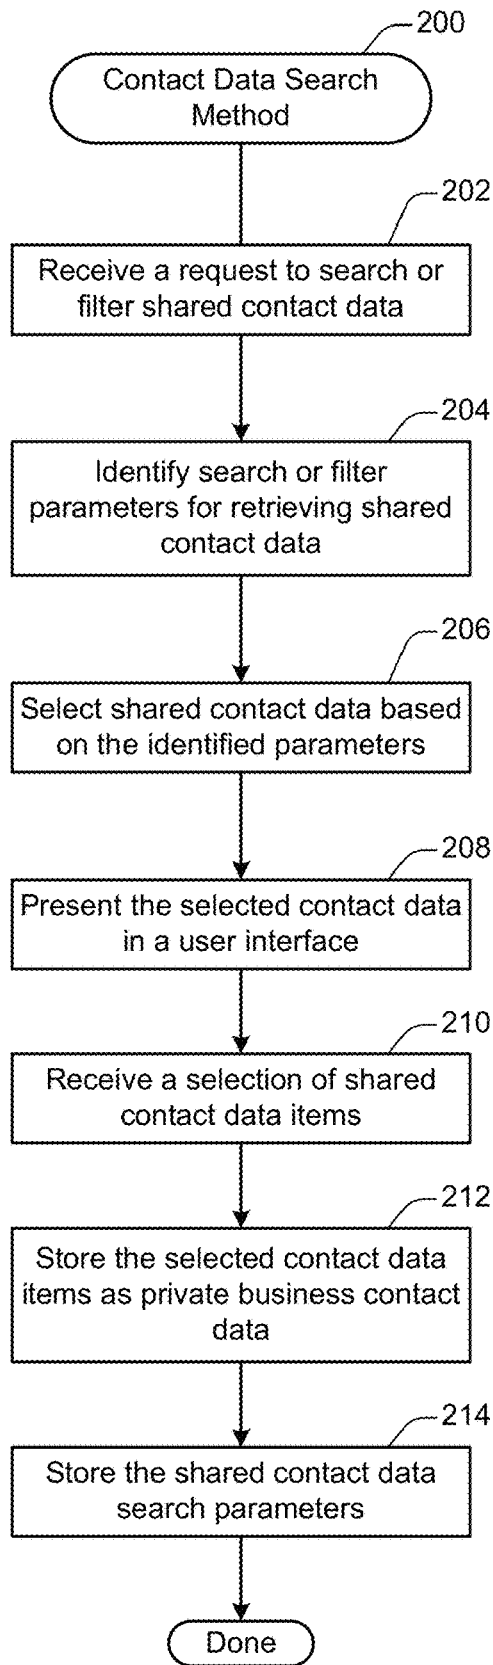 200
Contact Data Search
Method
202
Receive a request to search or
filter shared contact data
204
Identify search or filter
parameters for retrieving shared
contact data
206
Select shared contact data based
on the identified parameters
208
Present the selected contact data
in a user interface
210
Receive a selection of shared
contact data items
212
Store the selected contact data
items as private business contact
data
214
Store the shared contact data
search parameters
Done